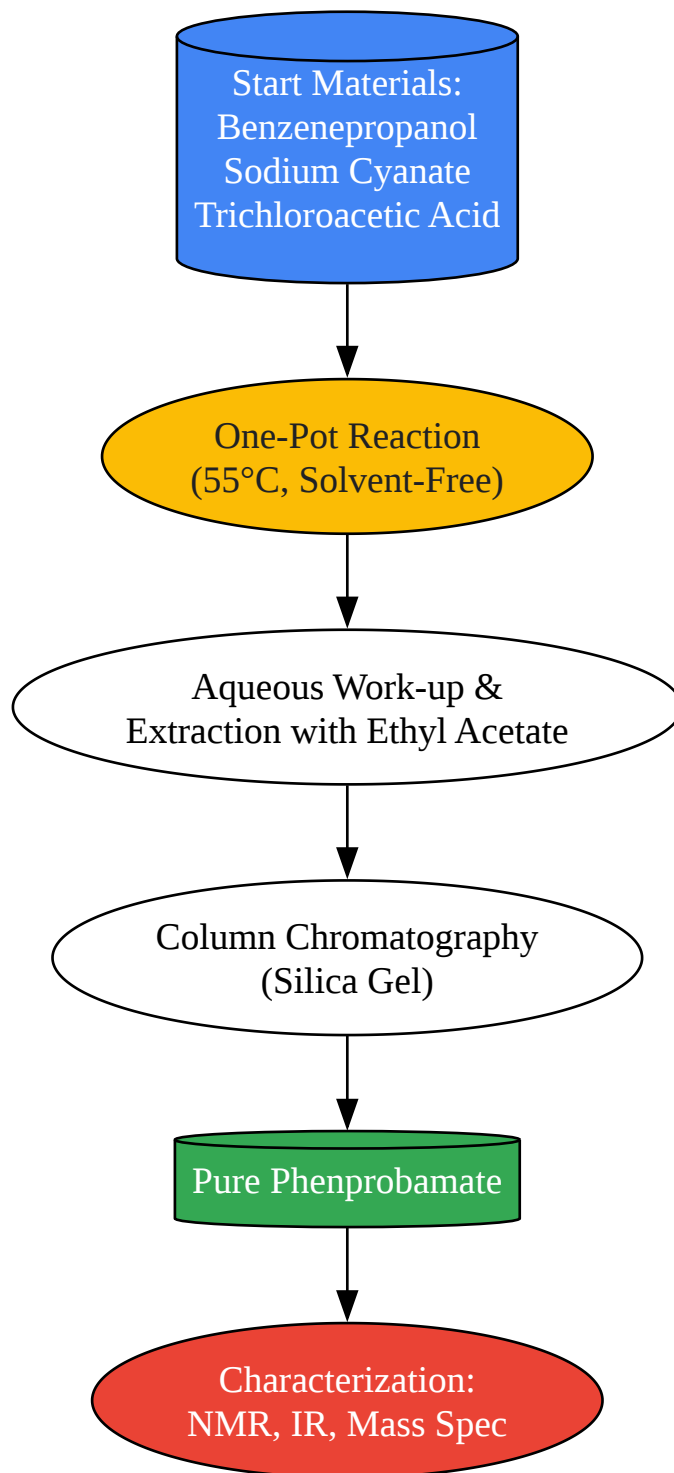 Start Materials:
Benzenepropanol
Sodium Cyanate
Trichloroacetic Acid
One-Pot Reaction
(55°C, Solvent-Free)
Aqueous Work-up &
Extraction with Ethyl Acetate
Column Chromatography
(Silica Gel)
Pure Phenprobamate
Characterization:
NMR, IR, Mass Spec